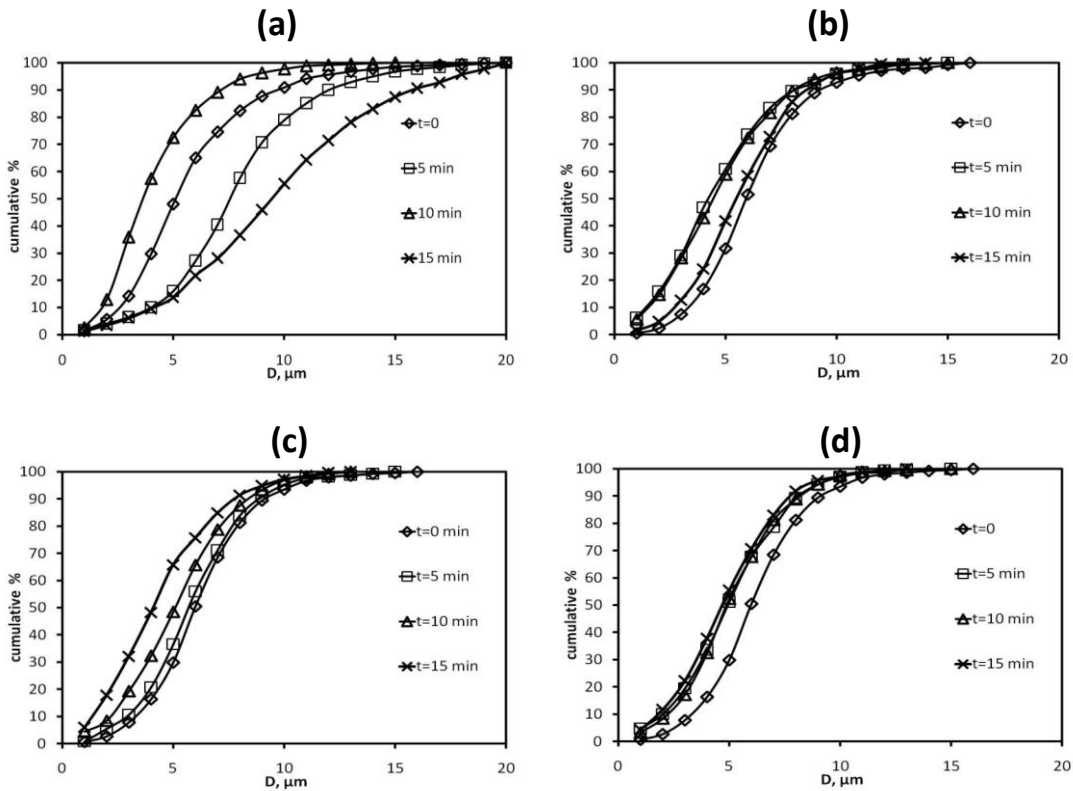 (a)
100
90
80
70
60
50
40
30
20
10
0
cumulative %
0 5 10 15 20
D, μm
t=0
5 min
10 min
15 min
(b)
100
90
80
70
60
50
40
30
20
10
0
cumulative %
0 5 10 15 20
D, μm
t=0
t=5 min
t=10 min
t=15 min
(c)
100
90
80
70
60
50
40
30
20
10
0
cumulative %
0 5 10 15 20
D, μm
t=0 min
t=5 min
t=10 min
t=15 min
(d)
100
90
80
70
60
50
40
30
20
10
0
cumulative %
0 5 10 15 20
D, μm
t=0
t=5 min
t=10 min
t=15 min